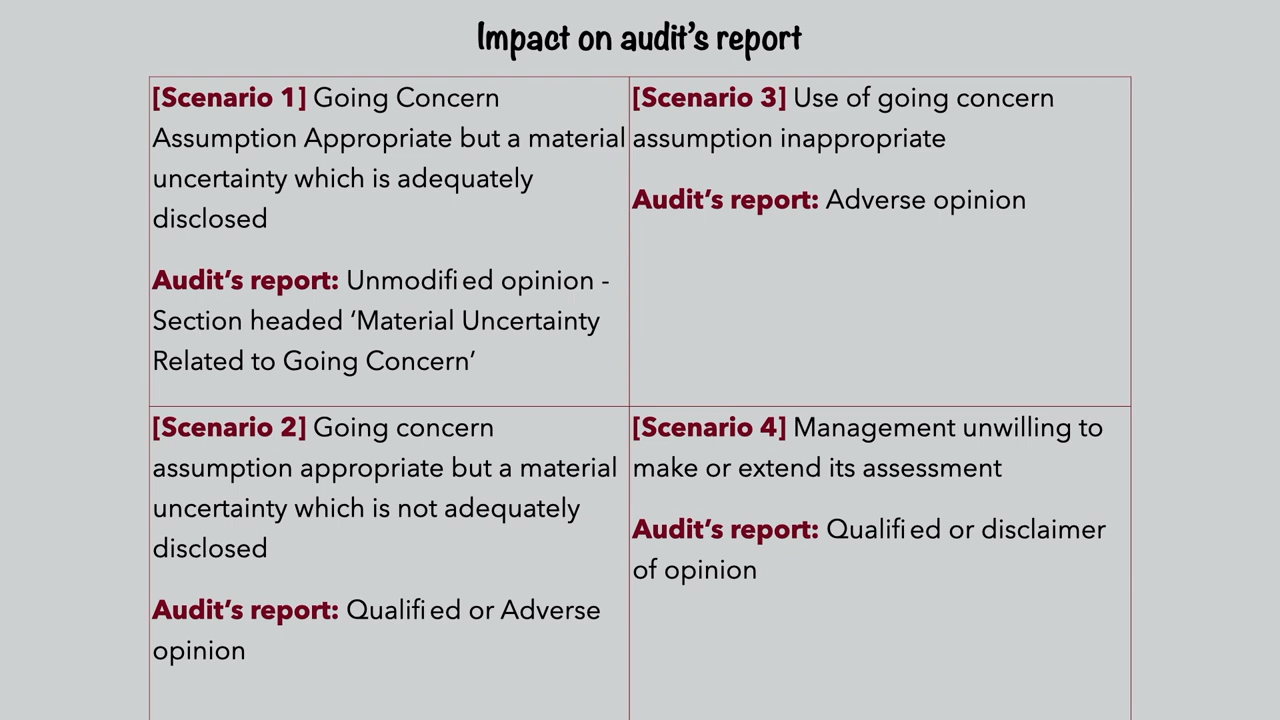 Impact on audit’s report
[Scenario 1] Going Concern
Assumption Appropriate but a material
uncertainty which is adequately
disclosed
Audit’s report: Unmodified opinion -
Section headed ‘Material Uncertainty
Related to Going Concern’
[Scenario 2] Going concern
assumption appropriate but a material
uncertainty which is not adequately
disclosed
Audit’s report: Qualified or Adverse
opinion
[Scenario 3] Use of going concern
assumption inappropriate
Audit’s report: Adverse opinion
[Scenario 4] Management unwilling to
make or extend its assessment
Audit’s report: Qualified or disclaimer
of opinion